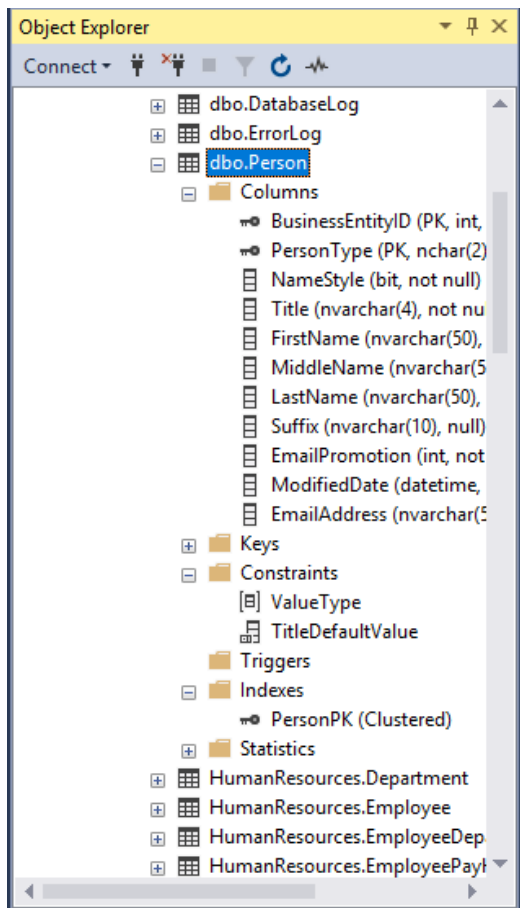 Object Explorer
Connect
dbo.DatabaseLog
dbo.ErrorLog
dbo.Person
Columns
BusinessEntityID (PK, int,
PersonType (PK, nchar(2)
NameStyle (bit, not null)
Title (nvarchar(4), not nu
FirstName (nvarchar(50),
MiddleName (nvarchar(5
LastName (nvarchar(50),
Suffix (nvarchar(10), null)
EmailPromotion (int, not
ModifiedDate (datetime,
EmailAddress (nvarchar(5
Keys
Constraints
ValueType
TitleDefaultValue
Triggers
Indexes
PersonPK (Clustered)
Statistics
HumanResources.Department
HumanResources.Employee
HumanResources.EmployeeDep
HumanResources.EmployeePayH